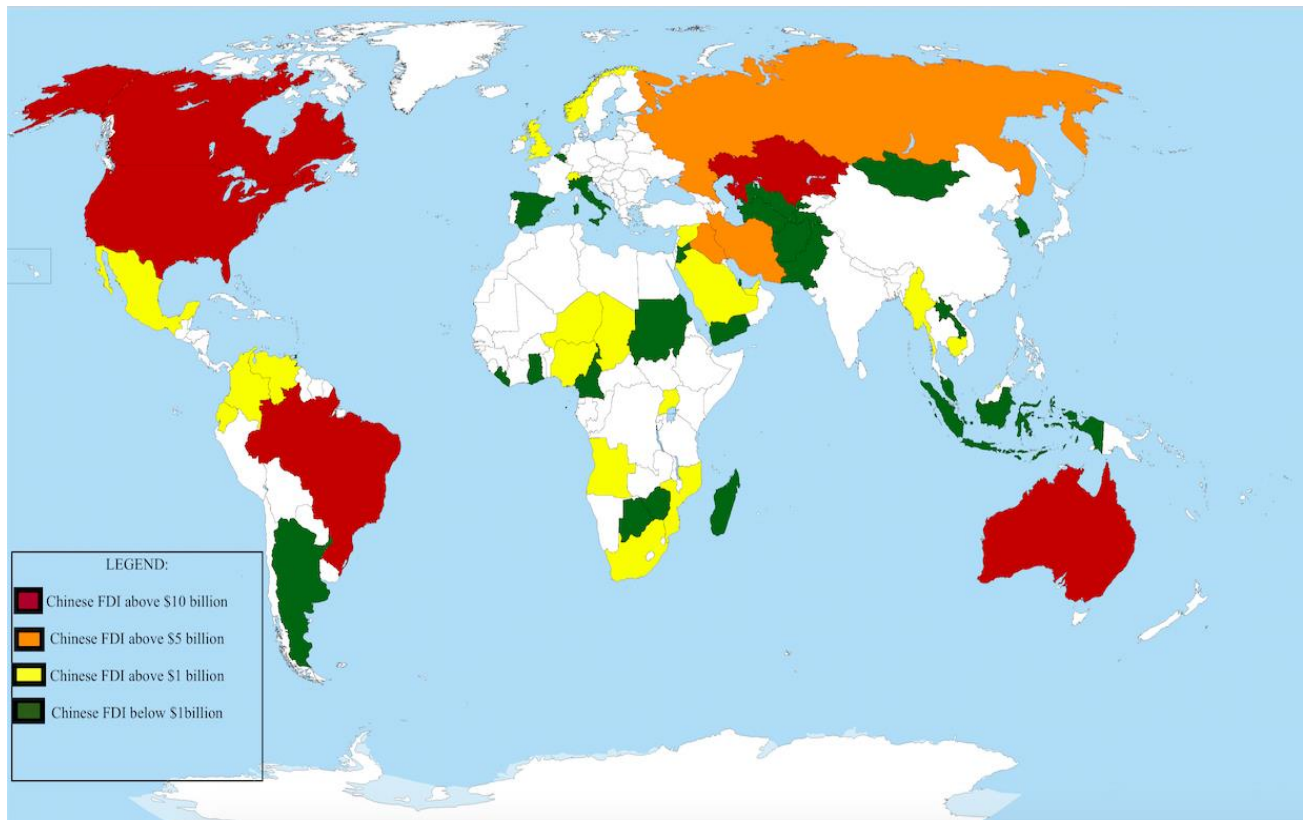 LEGEND:
Chinese FDI above $10 billion
Chinese FDI above $5 billion
Chinese FDI above $1 billion
Chinese FDI below $1billion